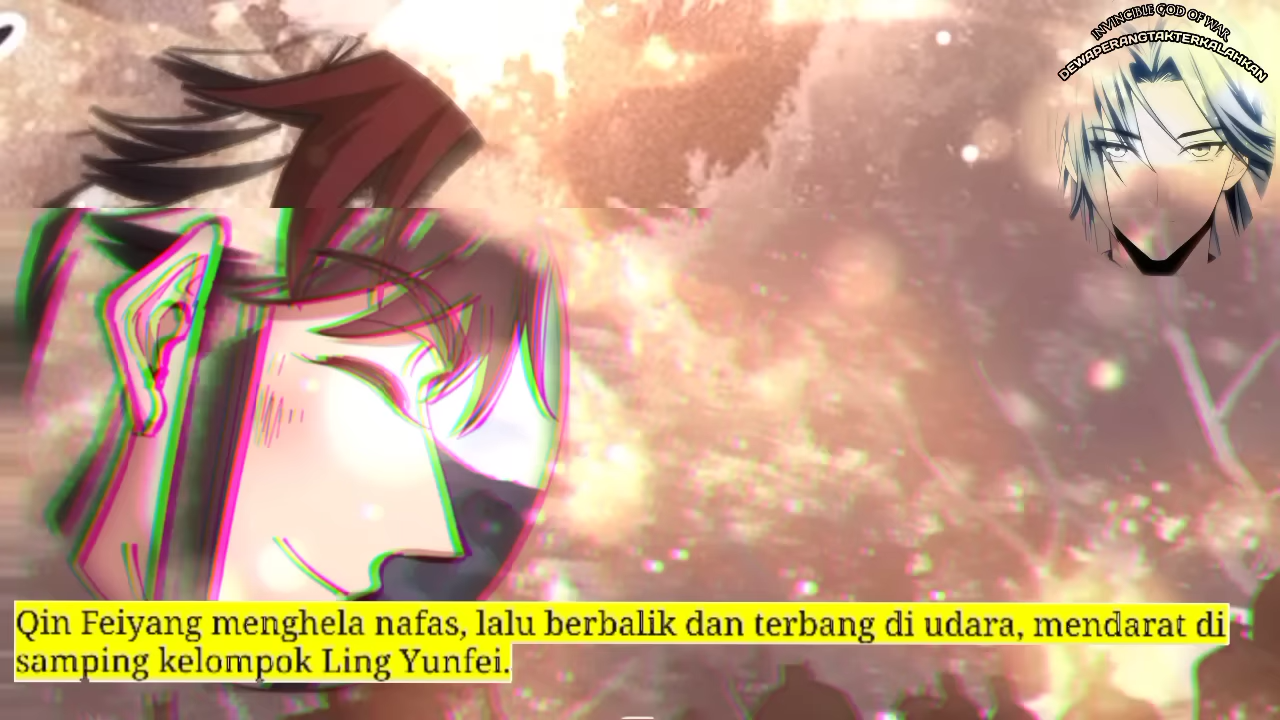 INVINCIBLE GOD OF WAR
DEWAPERANGTAKTERKALAHKAN
Qin Feiyang menghela nafas, lalu berbalik dan terbang di udara, mendarat di
samping kelompok Ling Yunfei.